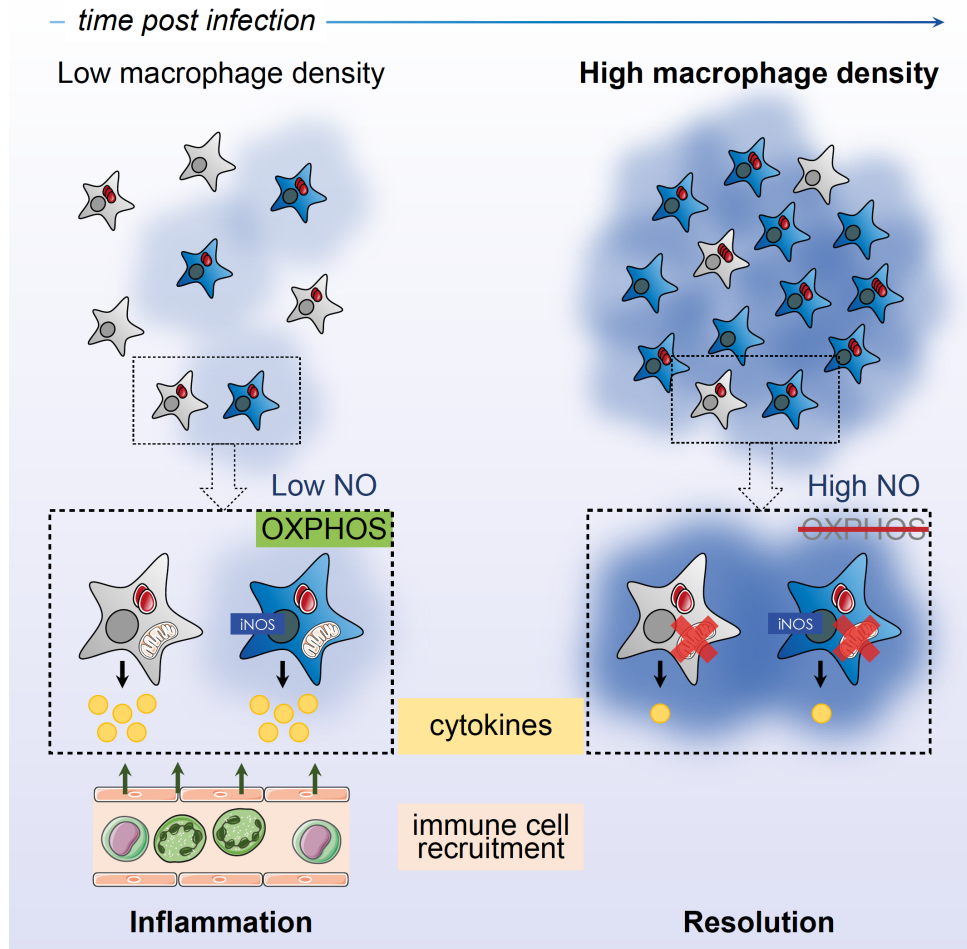 time post infection
Low macrophage density
High macrophage density
Low NO
OXPHOS
High NO
OXPHOS
iNOS
iNOS
cytokines
immune cell
recruitment
Inflammation
Resolution